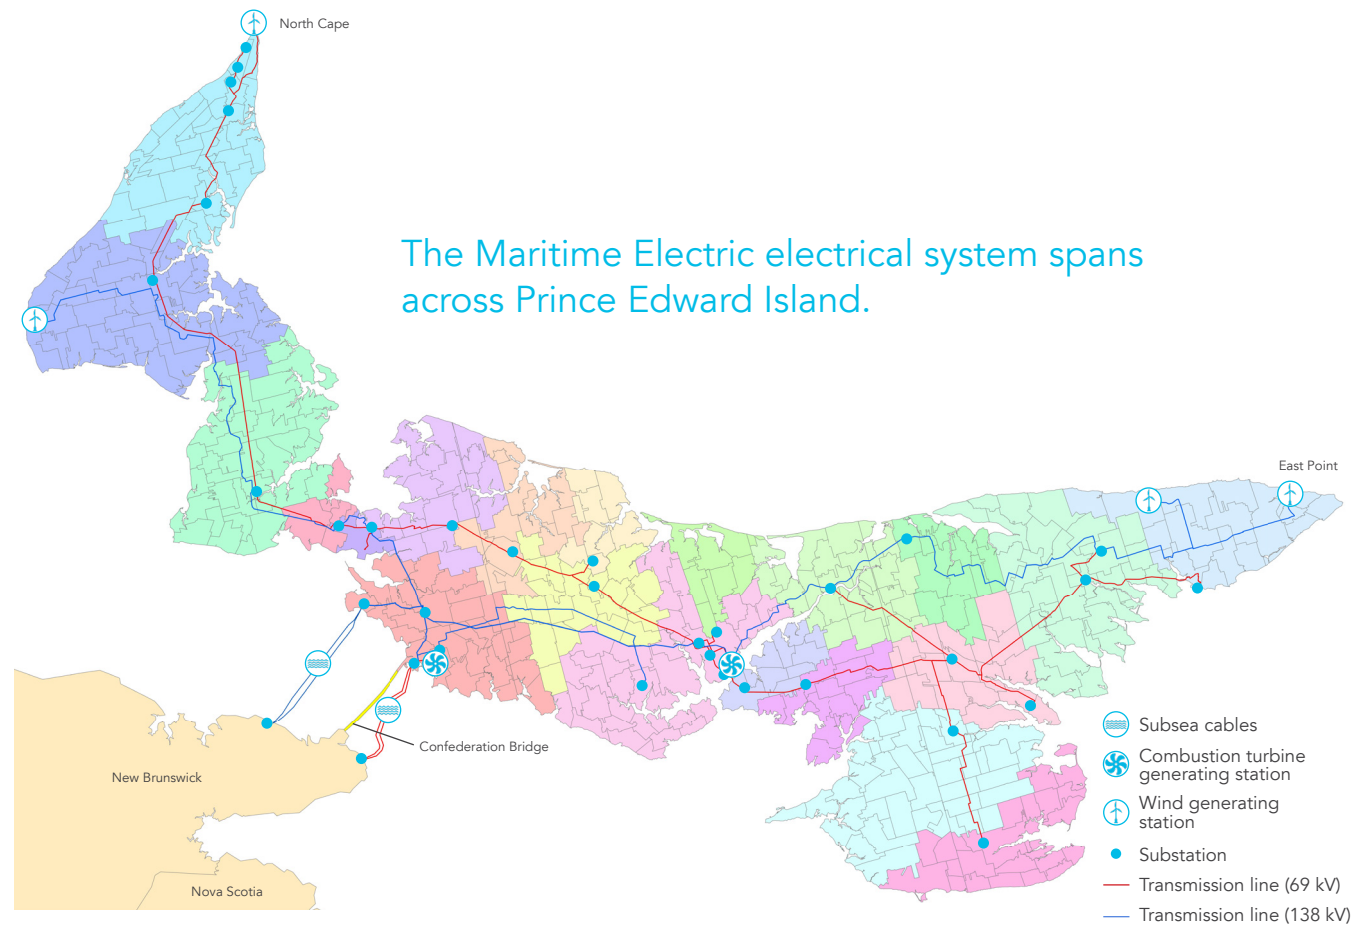 North Cape
The Maritime Electric electrical system spans
across Prince Edward Island.
East Point
Confederation Bridge
New Brunswick
Nova Scotia
Subsea cables
Combustion turbine
generating station
Wind generating
station
Substation
Transmission line (69 kV)
Transmission line (138 kV)